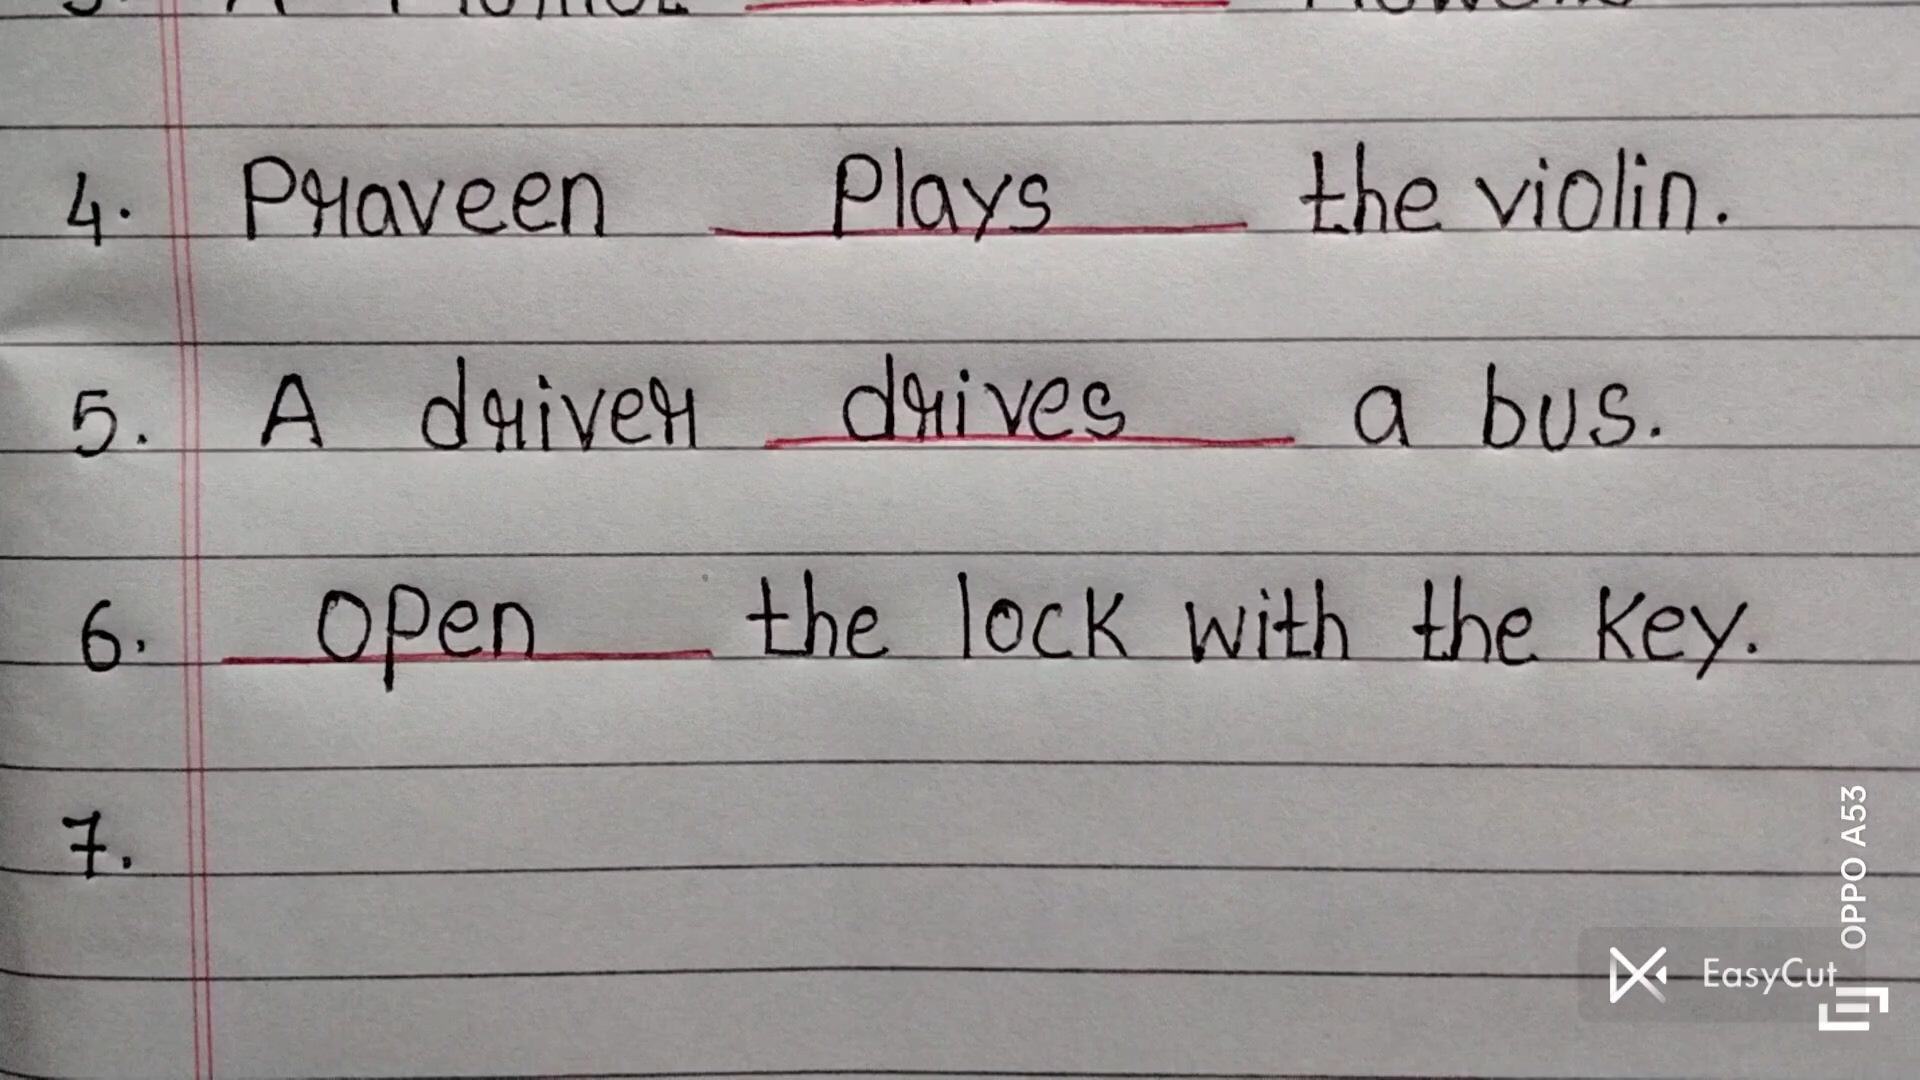 4. Praveen Plays the violin.
5. A driver drives a bus.
6. Open the lock with the key.
7.
OPPO A53
EasyCut